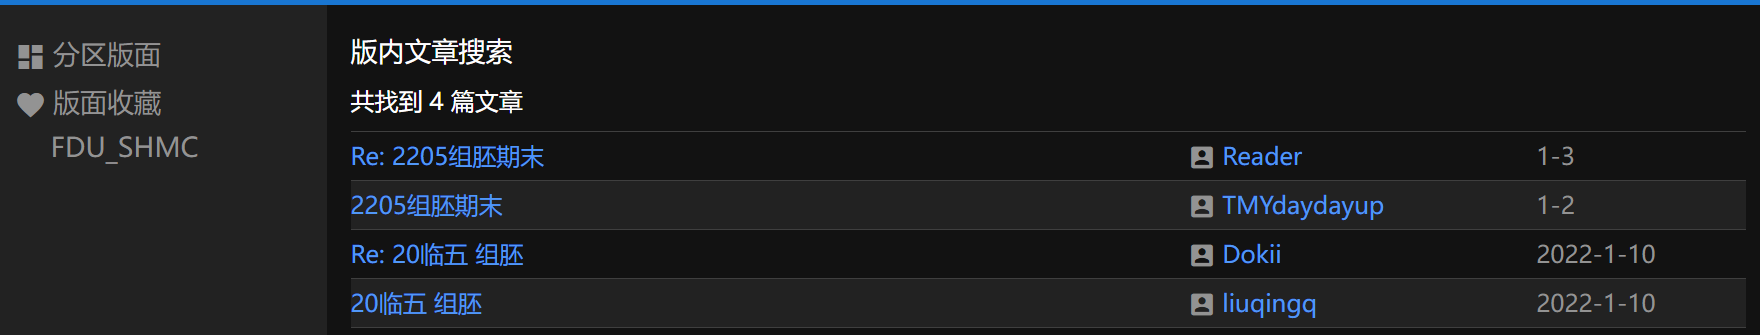 分区版面
版面收藏
FDU_SHMC
版内文章搜索
共找到 4 篇文章
Re: 2205组胚期末 Reader 1-3
2205组胚期末 TMYdaydayup 1-2
Re: 20临五 组胚 Dokii 2022-1-10
20临五 组胚 liuqingq 2022-1-10